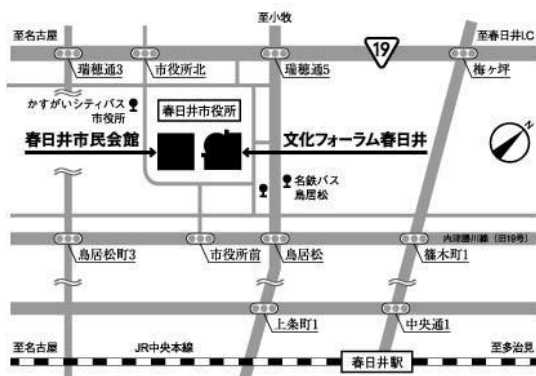 至小牧
至名古屋
至春日井I.C
19
瑞穂通3
市役所北
瑞穂通5
梅ヶ坪
かすがいシティバス
市役所
春日井市役所
春日井市民会館
文化フォーラム春日井
N
名鉄バス
鳥居松
内津勝川線(旧19号)
鳥居松町3
市役所前
鳥居松
篠木町1
上条町1
中央通1
至名古屋
JR中央本線
春日井駅
至多治見